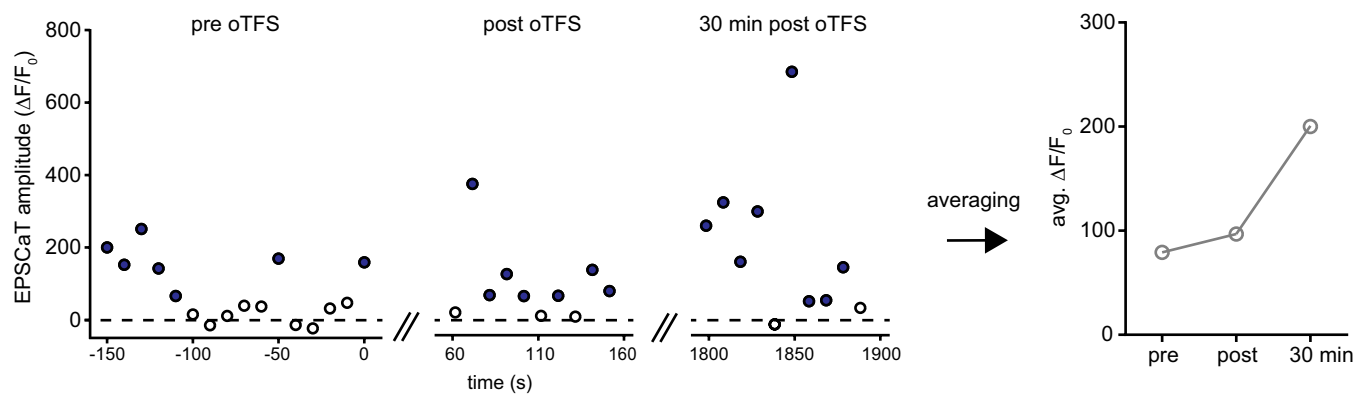 pre oTFS
post oTFS
30 min post oTFS
EPSCaT amplitude (ΔF/F₀)
800
600
400
200
0
-150
-100
-50
0
60
110
160
1800
1850
1900
time (s)
averaging
avg. ΔF/F₀
300
200
100
0
pre
post
30 min